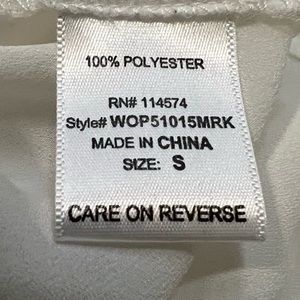 100% POLYESTER
RN# 114574
Style# WOP51015MRK
MADE IN CHINA
SIZE: S
CARE ON REVERSE